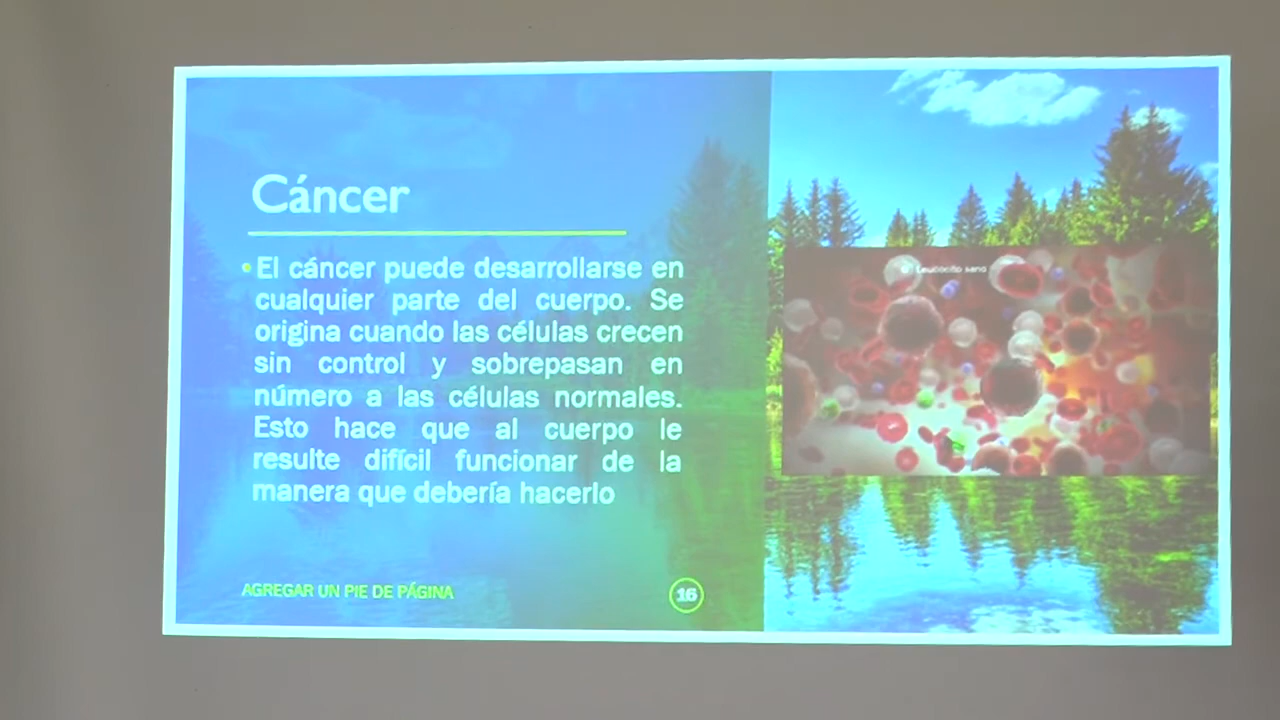 Cáncer
•El cáncer puede desarrollarse en
cualquier parte del cuerpo. Se
origina cuando las células crecen
sin control y sobrepasan en
número a las células normales.
Esto hace que al cuerpo le
resulte difícil funcionar de la
manera que debería hacerlo
Leucocito sano
AGREGAR UN PIE DE PÁGINA
16